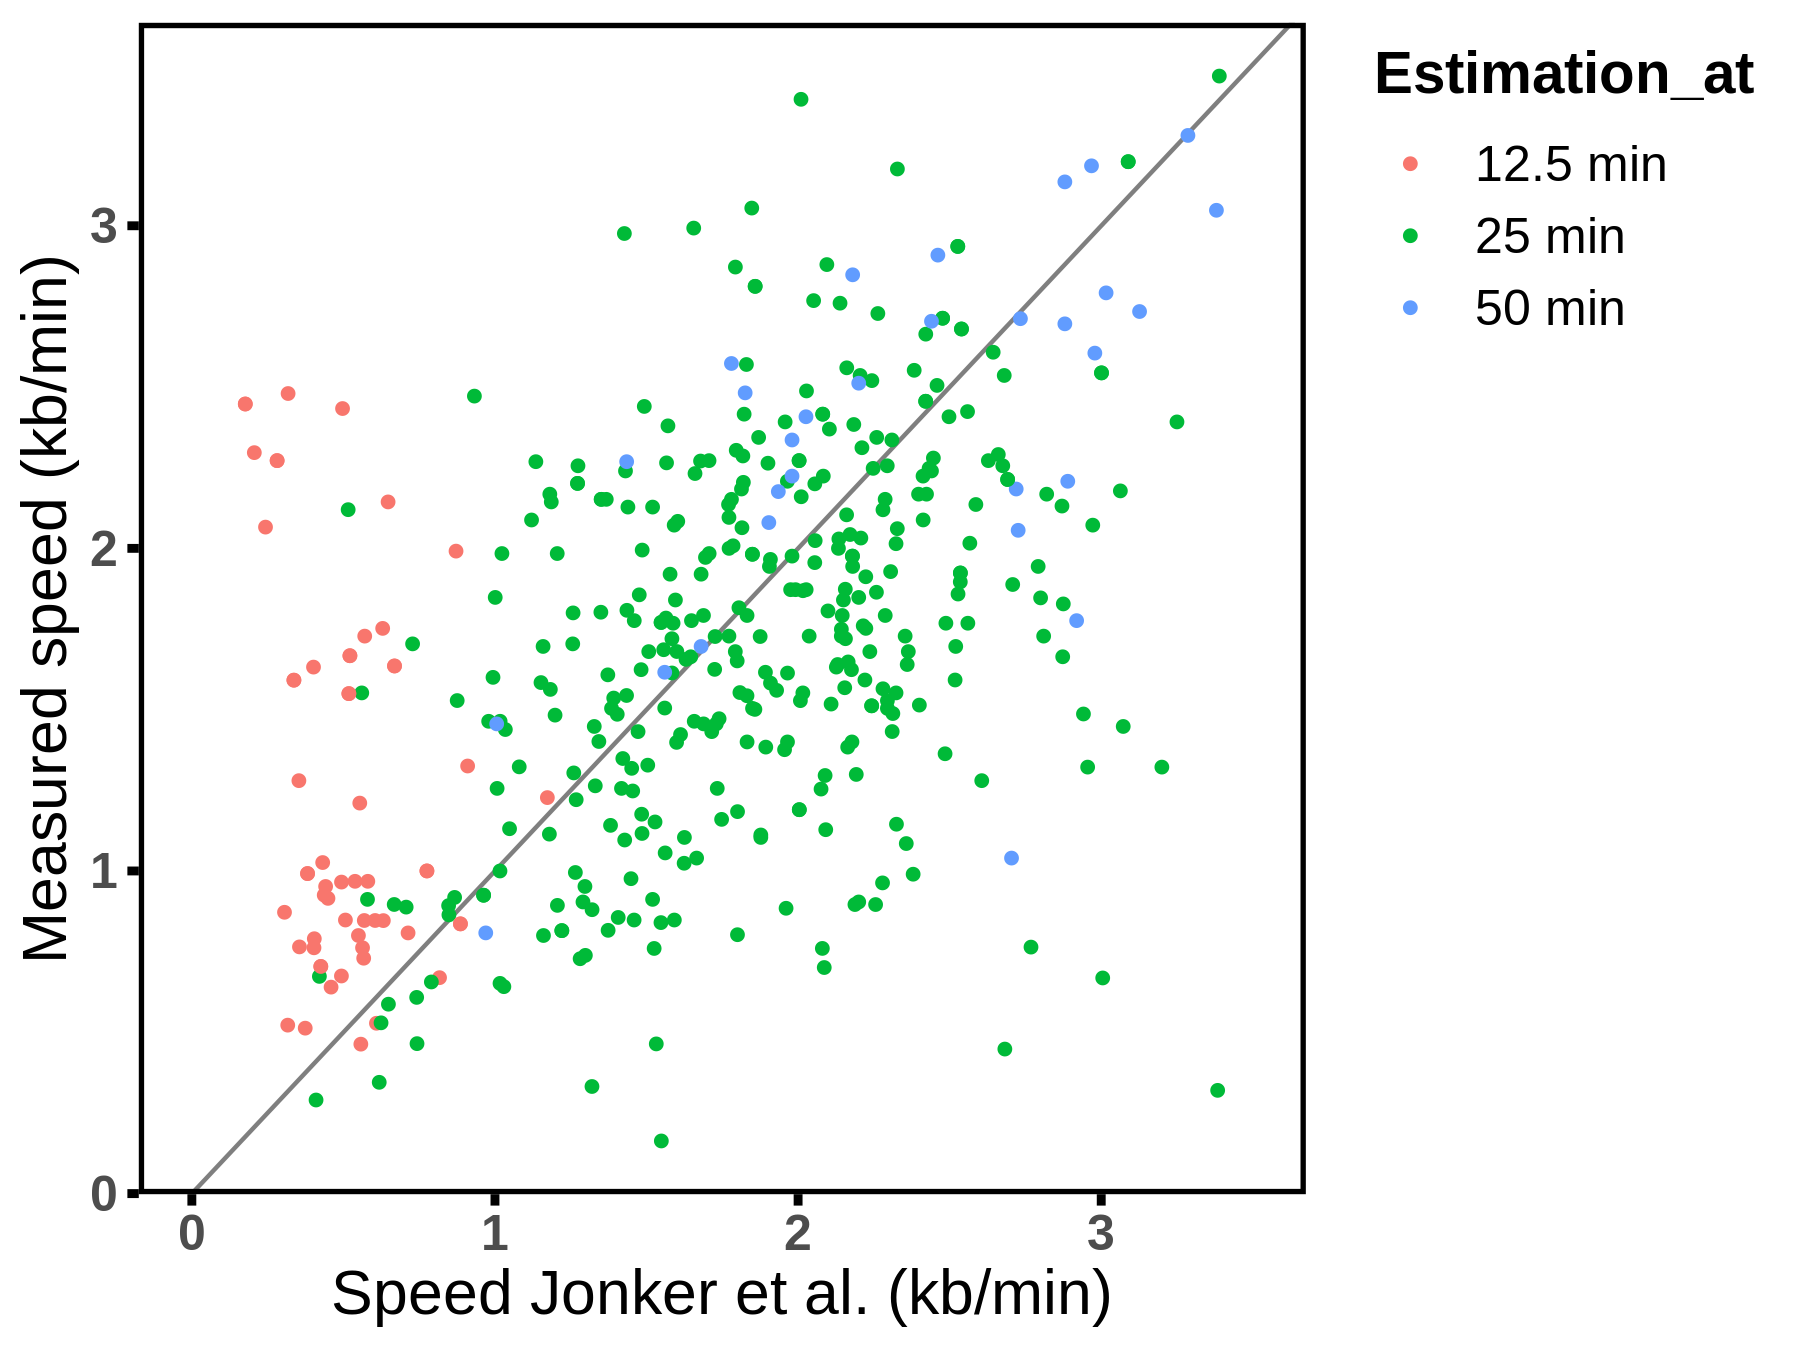 Estimation_at
12.5 min
25 min
50 min
Measured speed (kb/min)
3
2
1
0
0 1 2 3
Speed Jonker et al. (kb/min)